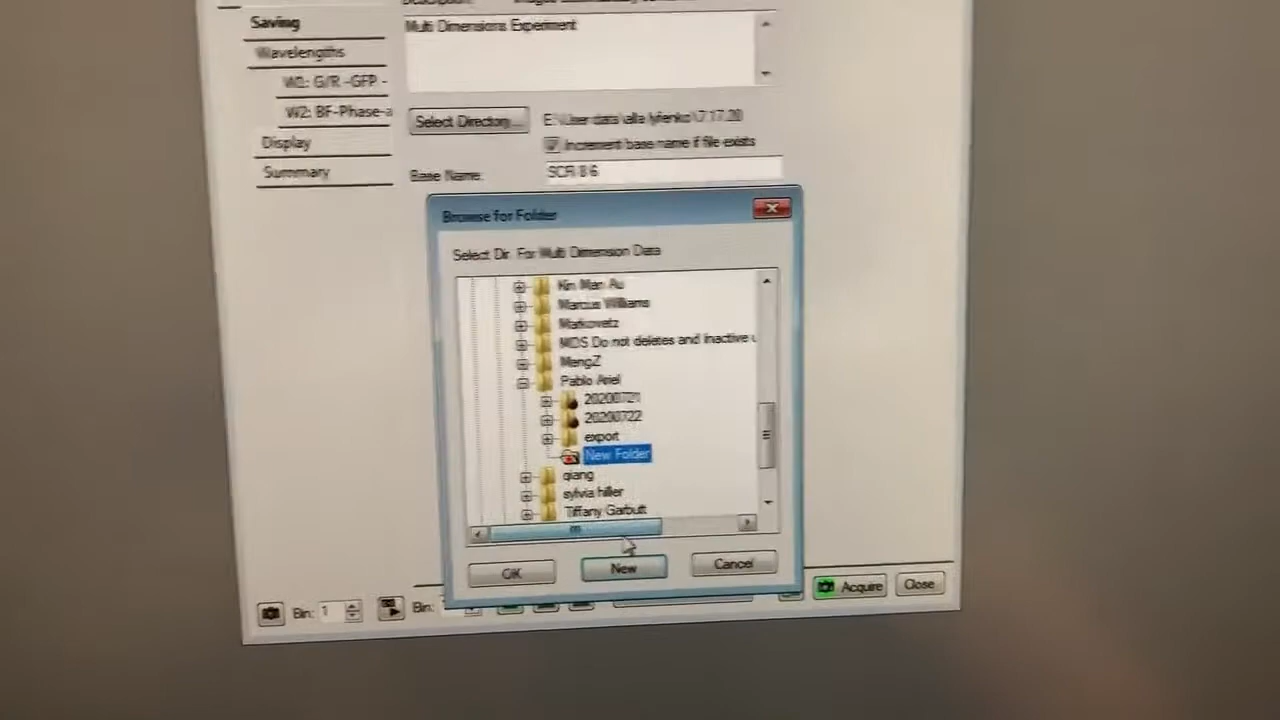 Saving
Multi Dimensions Experiment
Wavelengths
W1: G/R -GFP -
W2: BF-Phase-a
Select Directory...
Display
Increment base name if file exists
Summary
Base Name:
Browse for Folder
Select Dir. For Multi Dimension Data
Kin Man Au
Marcus Williams
Markovetz
MDS Do not deletes and Inactive u
MengZ
Pablo Ariel
20200721
20200722
export
New Folder
qiang
sylvia hiller
Tiffany Garbutt
OK
New
Cancel
Bin: 1
Bin:
Acquire
Close